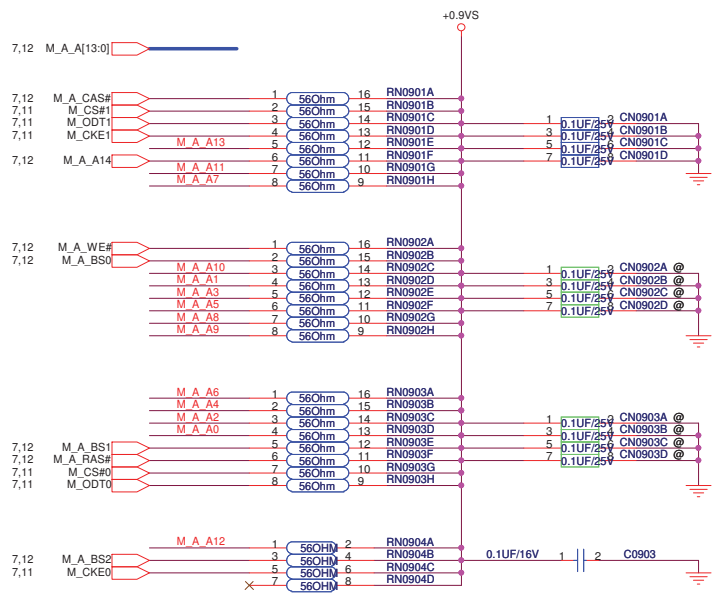 +0.9VS
7,12 M_A_A[13:0]
7,12 M_A_CAS# 1 56Ohm 16 RN0901A
7,11 M_CS#1 2 56Ohm 15 RN0901B
7,11 M_ODT1 3 56Ohm 14 RN0901C 1 0.1UF/25V 2 CN0901A
7,11 M_CKE1 4 56Ohm 13 RN0901D 3 0.1UF/25V 4 CN0901B
M_A_A13 5 56Ohm 12 RN0901E 5 0.1UF/25V 6 CN0901C
7,12 M_A_A14 6 56Ohm 11 RN0901F 7 0.1UF/25V 8 CN0901D
M_A_A11 7 56Ohm 10 RN0901G
M_A_A7 8 56Ohm 9 RN0901H
7,12 M_A_WE# 1 56Ohm 16 RN0902A
7,12 M_A_BS0 2 56Ohm 15 RN0902B
M_A_A10 3 56Ohm 14 RN0902C 1 0.1UF/25V 2 CN0902A @
M_A_A1 4 56Ohm 13 RN0902D 3 0.1UF/25V 4 CN0902B @
M_A_A3 5 56Ohm 12 RN0902E 5 0.1UF/25V 6 CN0902C @
M_A_A5 6 56Ohm 11 RN0902F 7 0.1UF/25V 8 CN0902D @
M_A_A8 7 56Ohm 10 RN0902G
M_A_A9 8 56Ohm 9 RN0902H
M_A_A6 1 56Ohm 16 RN0903A
M_A_A4 2 56Ohm 15 RN0903B
M_A_A2 3 56Ohm 14 RN0903C 1 0.1UF/25V 2 CN0903A @
M_A_A0 4 56Ohm 13 RN0903D 3 0.1UF/25V 4 CN0903B @
7,12 M_A_BS1 5 56Ohm 12 RN0903E 5 0.1UF/25V 6 CN0903C @
7,12 M_A_RAS# 6 56Ohm 11 RN0903F 7 0.1UF/25V 8 CN0903D @
7,11 M_CS#0 7 56Ohm 10 RN0903G
7,11 M_ODT0 8 56Ohm 9 RN0903H
M_A_A12 1 56OHM 2 RN0904A
7,12 M_A_BS2 3 56OHM 4 RN0904B 0.1UF/16V 1 2 C0903
7,11 M_CKE0 5 56OHM 6 RN0904C
7 56OHM 8 RN0904D